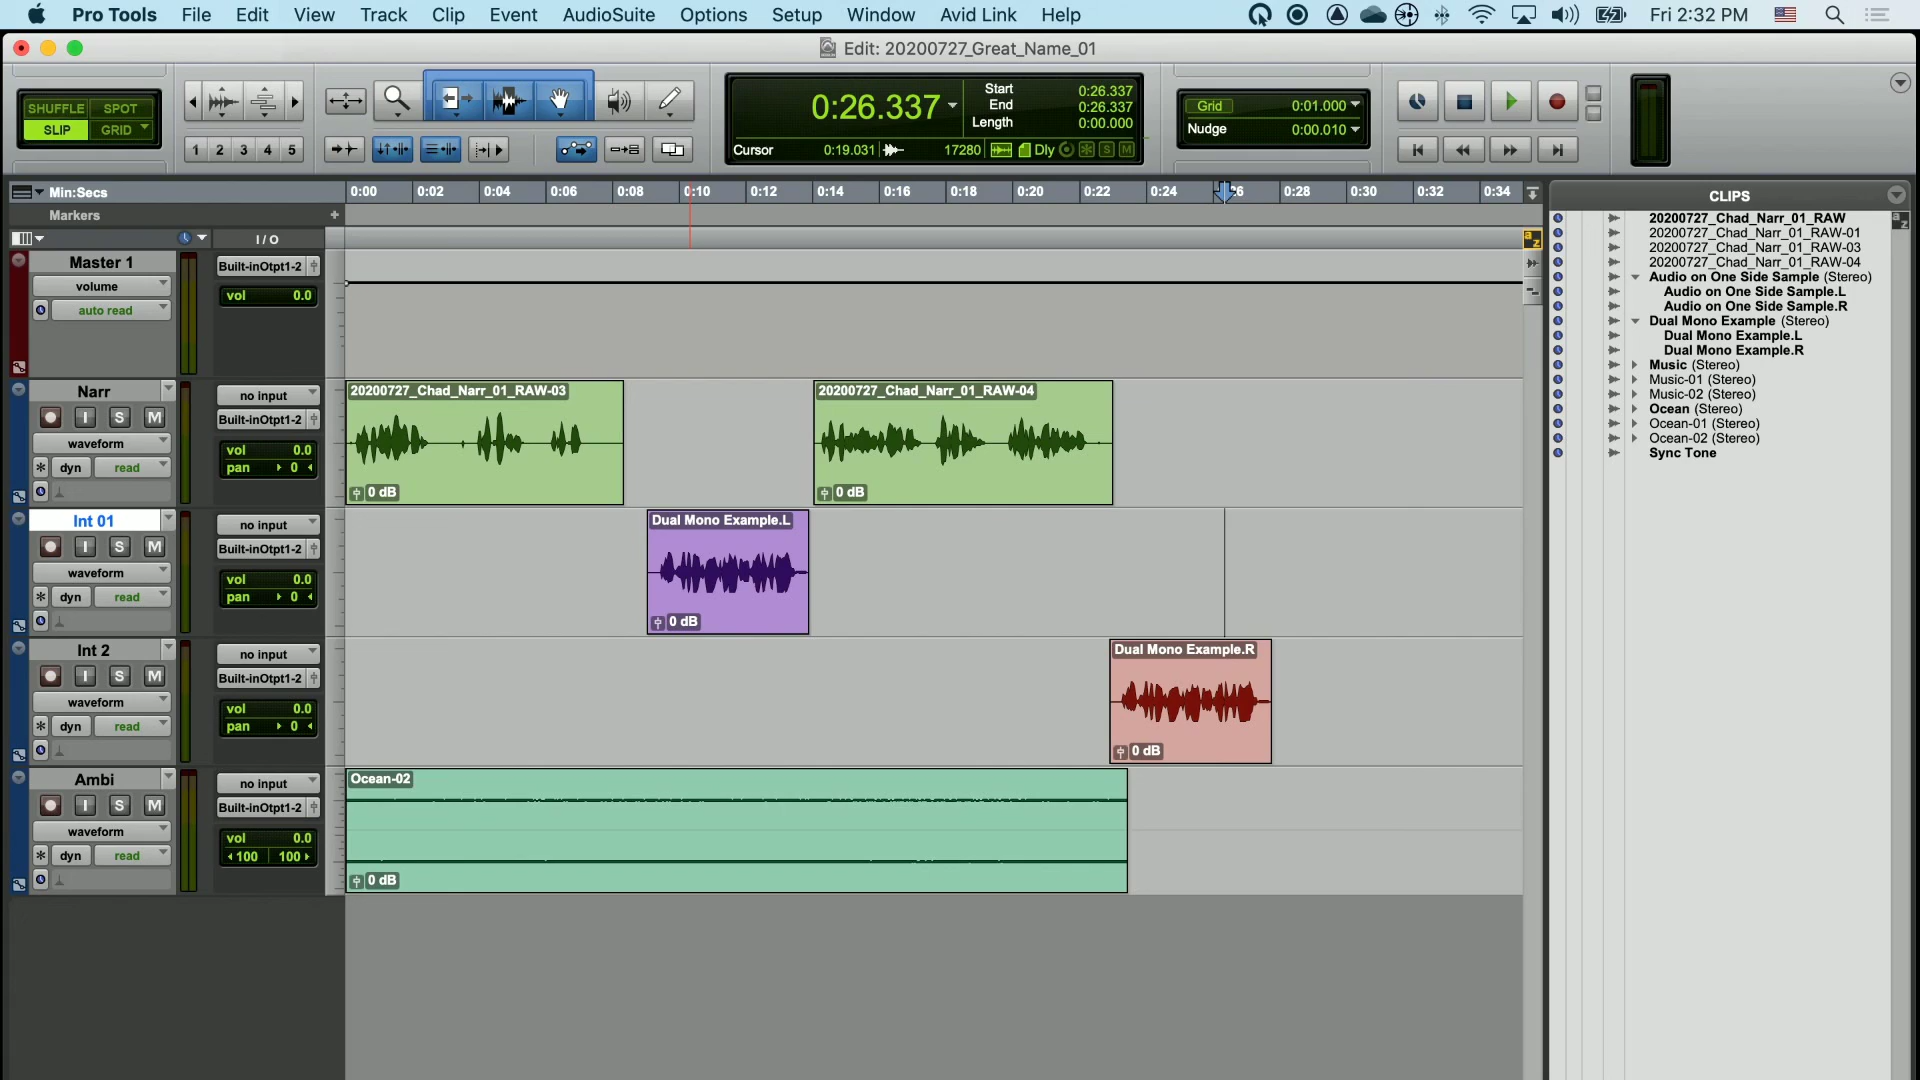 Pro Tools File Edit View Track Clip Event AudioSuite Options Setup Window Avid Link Help Fri 2:32 PM
Edit: 20200727_Great_Name_01
SHUFFLE SPOT
SLIP GRID
1 2 3 4 5
0:26.337
Start 0:26.337
End 0:26.337
Length 0:00.000
Cursor 0:19.031 17280 Dly S M
Grid 0:01.000
Nudge 0:00.010
Min:Secs 0:00 0:02 0:04 0:06 0:08 0:10 0:12 0:14 0:16 0:18 0:20 0:22 0:24 0:28 0:30 0:32 0:34
Markers
I / O
Master 1
volume
auto read
Built-inOtpt1-2
vol 0.0
Narr
I S M
waveform
dyn read
no input
Built-inOtpt1-2
vol 0.0
pan 0
20200727_Chad_Narr_01_RAW-03
0 dB
20200727_Chad_Narr_01_RAW-04
0 dB
Int 01
I S M
waveform
dyn read
no input
Built-inOtpt1-2
vol 0.0
pan 0
Dual Mono Example.L
0 dB
Int 2
I S M
waveform
dyn read
no input
Built-inOtpt1-2
vol 0.0
pan 0
Dual Mono Example.R
0 dB
Ambi
I S M
waveform
dyn read
no input
Built-inOtpt1-2
vol 0.0
100 100
Ocean-02
0 dB
a z
CLIPS
a z
20200727_Chad_Narr_01_RAW
20200727_Chad_Narr_01_RAW-01
20200727_Chad_Narr_01_RAW-03
20200727_Chad_Narr_01_RAW-04
Audio on One Side Sample (Stereo)
Audio on One Side Sample.L
Audio on One Side Sample.R
Dual Mono Example (Stereo)
Dual Mono Example.L
Dual Mono Example.R
Music (Stereo)
Music-01 (Stereo)
Music-02 (Stereo)
Ocean (Stereo)
Ocean-01 (Stereo)
Ocean-02 (Stereo)
Sync Tone